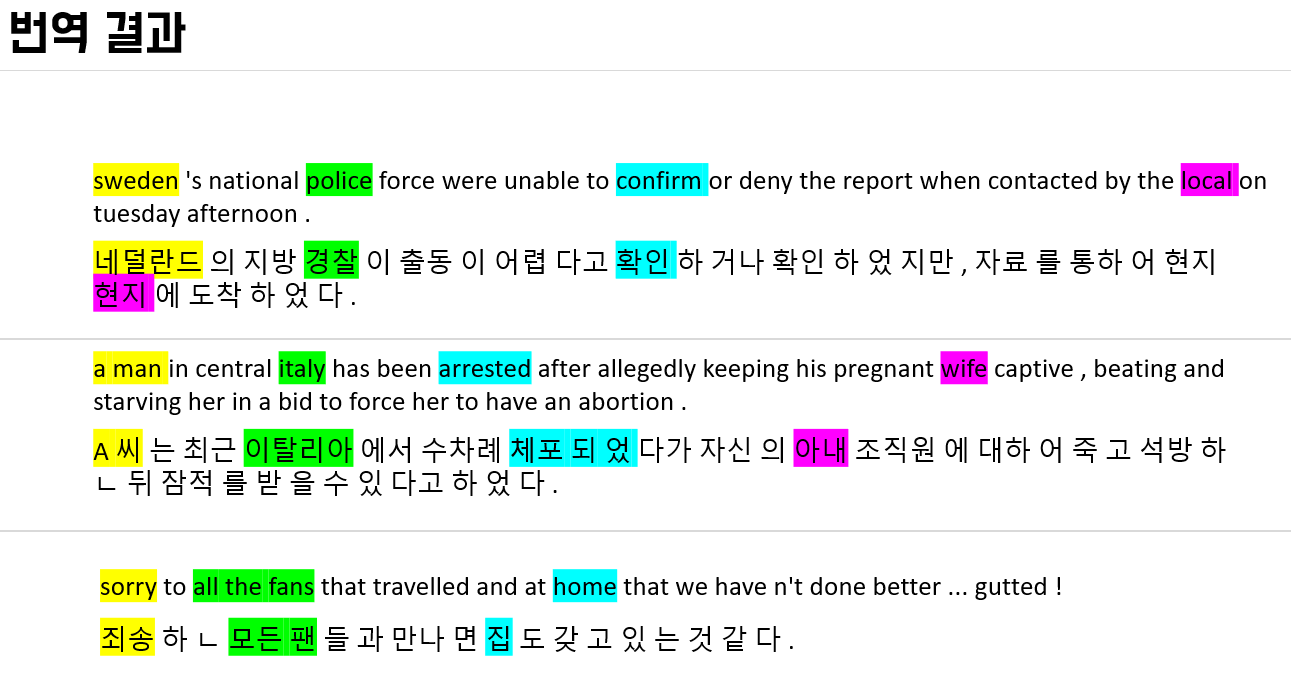 번역 결과
sweden 's national police force were unable to confirm or deny the report when contacted by the local on
tuesday afternoon .
네덜란드 의 지방 경찰 이 출동 이 어렵 다고 확인 하 거나 확인 하 었 지만 , 자료 를 통하 어 현지
현지 에 도착 하 었 다 .
a man in central italy has been arrested after allegedly keeping his pregnant wife captive , beating and
starving her in a bid to force her to have an abortion .
A 씨 는 최근 이탈리아 에서 수차례 체포 되 었 다가 자신 의 아내 조직원 에 대하 어 죽 고 석방 하
ㄴ 뒤 잠적 를 받 을 수 있 다고 하 었 다 .
sorry to all the fans that travelled and at home that we have n't done better ... gutted !
죄송 하 ㄴ 모든 팬 들 과 만나 면 집 도 갖 고 있 는 것 같 다 .